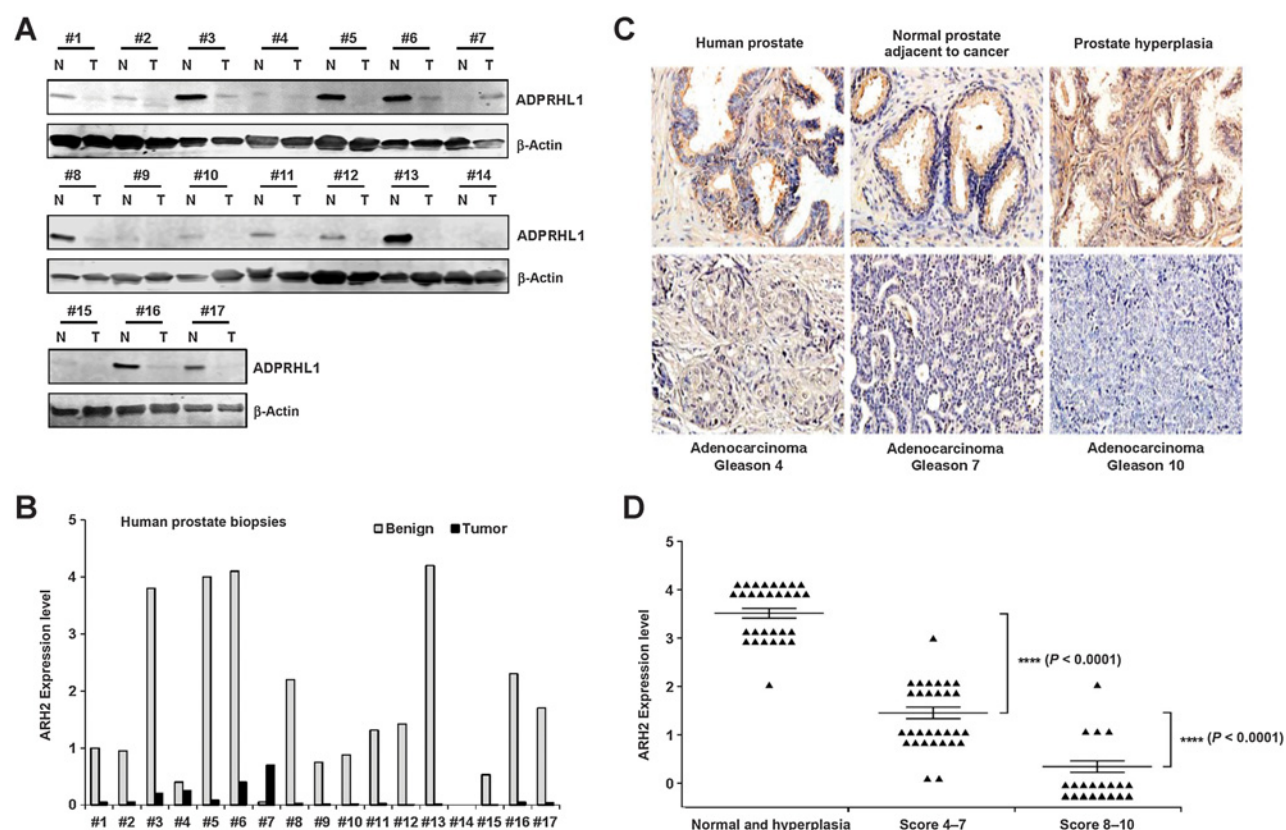 A
#1 #2 #3 #4 #5 #6 #7
N T N T N T N T N T N T N T
ADPRHL1
β-Actin
#8 #9 #10 #11 #12 #13 #14
N T N T N T N T N T N T N T
ADPRHL1
β-Actin
#15 #16 #17
N T N T N T
ADPRHL1
β-Actin
B
Human prostate biopsies
Benign Tumor
ARH2 Expression level
5
4
3
2
1
0
#1 #2 #3 #4 #5 #6 #7 #8 #9 #10 #11 #12 #13 #14 #15 #16 #17
C
Human prostate
Normal prostate
adjacent to cancer
Prostate hyperplasia
Adenocarcinoma
Gleason 4
Adenocarcinoma
Gleason 7
Adenocarcinoma
Gleason 10
D
ARH2 Expression level
5
4
3
2
1
0
**** (P < 0.0001)
**** (P < 0.0001)
Normal and hyperplasia Score 4–7 Score 8–10